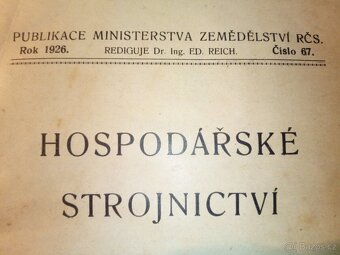 PUBLIKACE MINISTERSTVA ZEMĚDĚLSTVÍ RČS.
Rok 1926. REDIGUJE Dr. Ing. ED. REICH. Číslo 67.
HOSPODÁŘSKÉ
STROJNICTVÍ